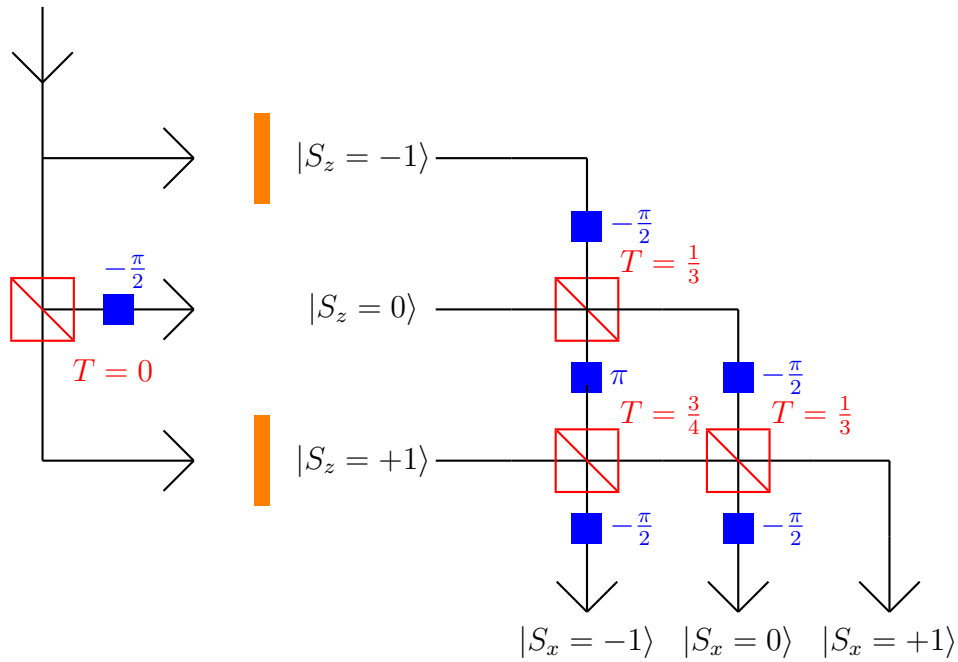 |S_z = −1⟩
−π/2
T = 1/3
−π/2
|S_z = 0⟩
T = 0
π
−π/2
T = 3/4
T = 1/3
|S_z = +1⟩
−π/2
−π/2
|S_x = −1⟩ |S_x = 0⟩ |S_x = +1⟩